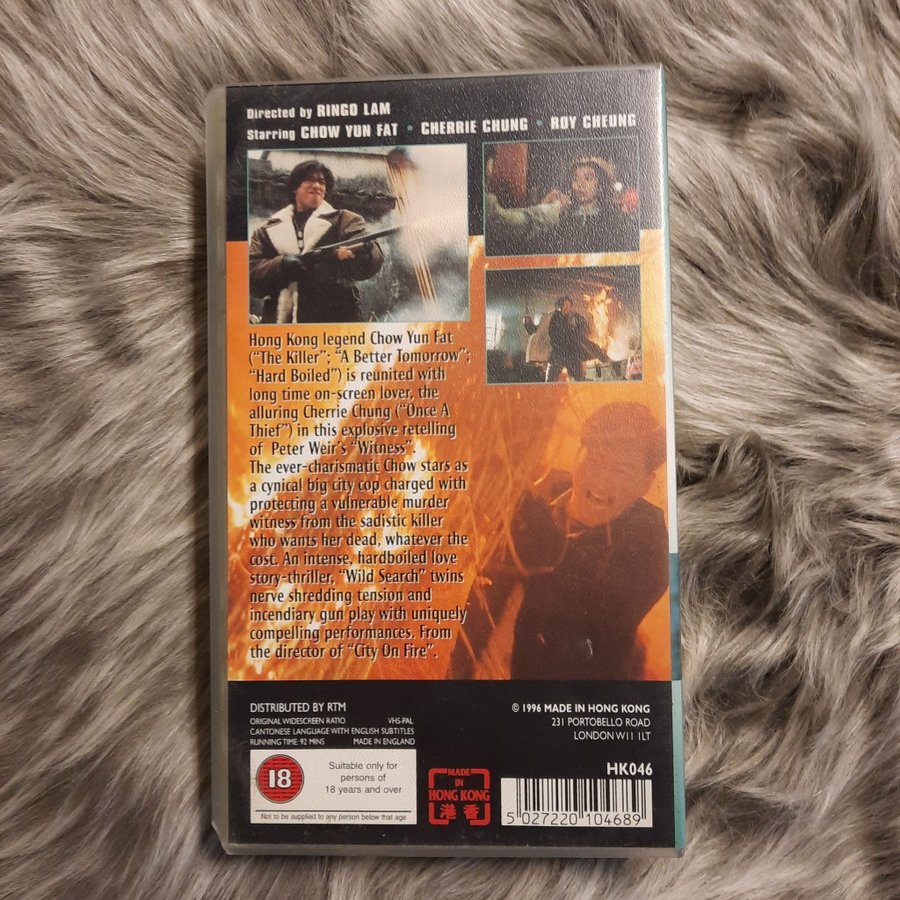 Directed by RINGO LAM
Starring CHOW YUN FAT • CHERRIE CHUNG • ROY CHEUNG
Hong Kong legend Chow Yun Fat
("The Killer"; "A Better Tomorrow";
"Hard Boiled") is reunited with
long time on-screen lover, the
alluring Cherrie Chung ("Once A
Thief") in this explosive retelling
of Peter Weir's "Witness".
The ever-charismatic Chow stars as
a cynical big city cop charged with
protecting a vulnerable murder
witness from the sadistic killer
who wants her dead, whatever the
cost. An intense, hardboiled love
story-thriller, "Wild Search" twins
nerve shredding tension and
incendiary gun play with uniquely
compelling performances. From
the director of "City On Fire".
DISTRIBUTED BY RTM
ORIGINAL WIDESCREEN RATIO VHS-PAL
CANTONESE LANGUAGE WITH ENGLISH SUBTITLES
RUNNING TIME: 92 MINS MADE IN ENGLAND
© 1996 MADE IN HONG KONG
231 PORTOBELLO ROAD
LONDON W11 1LT
HK046
18
Suitable only for
persons of
18 years and over
Not to be supplied to any person below that age
MADE
IN
HONG KONG
港香
5 027220 104689